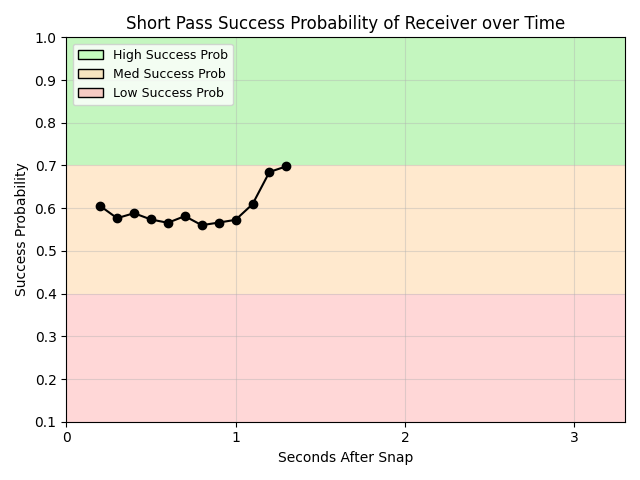 Short Pass Success Probability of Receiver over Time
1.0
0.9
0.8
0.7
0.6
0.5
0.4
0.3
0.2
0.1
Success Probability
High Success Prob
Med Success Prob
Low Success Prob
0 1 2 3
Seconds After Snap